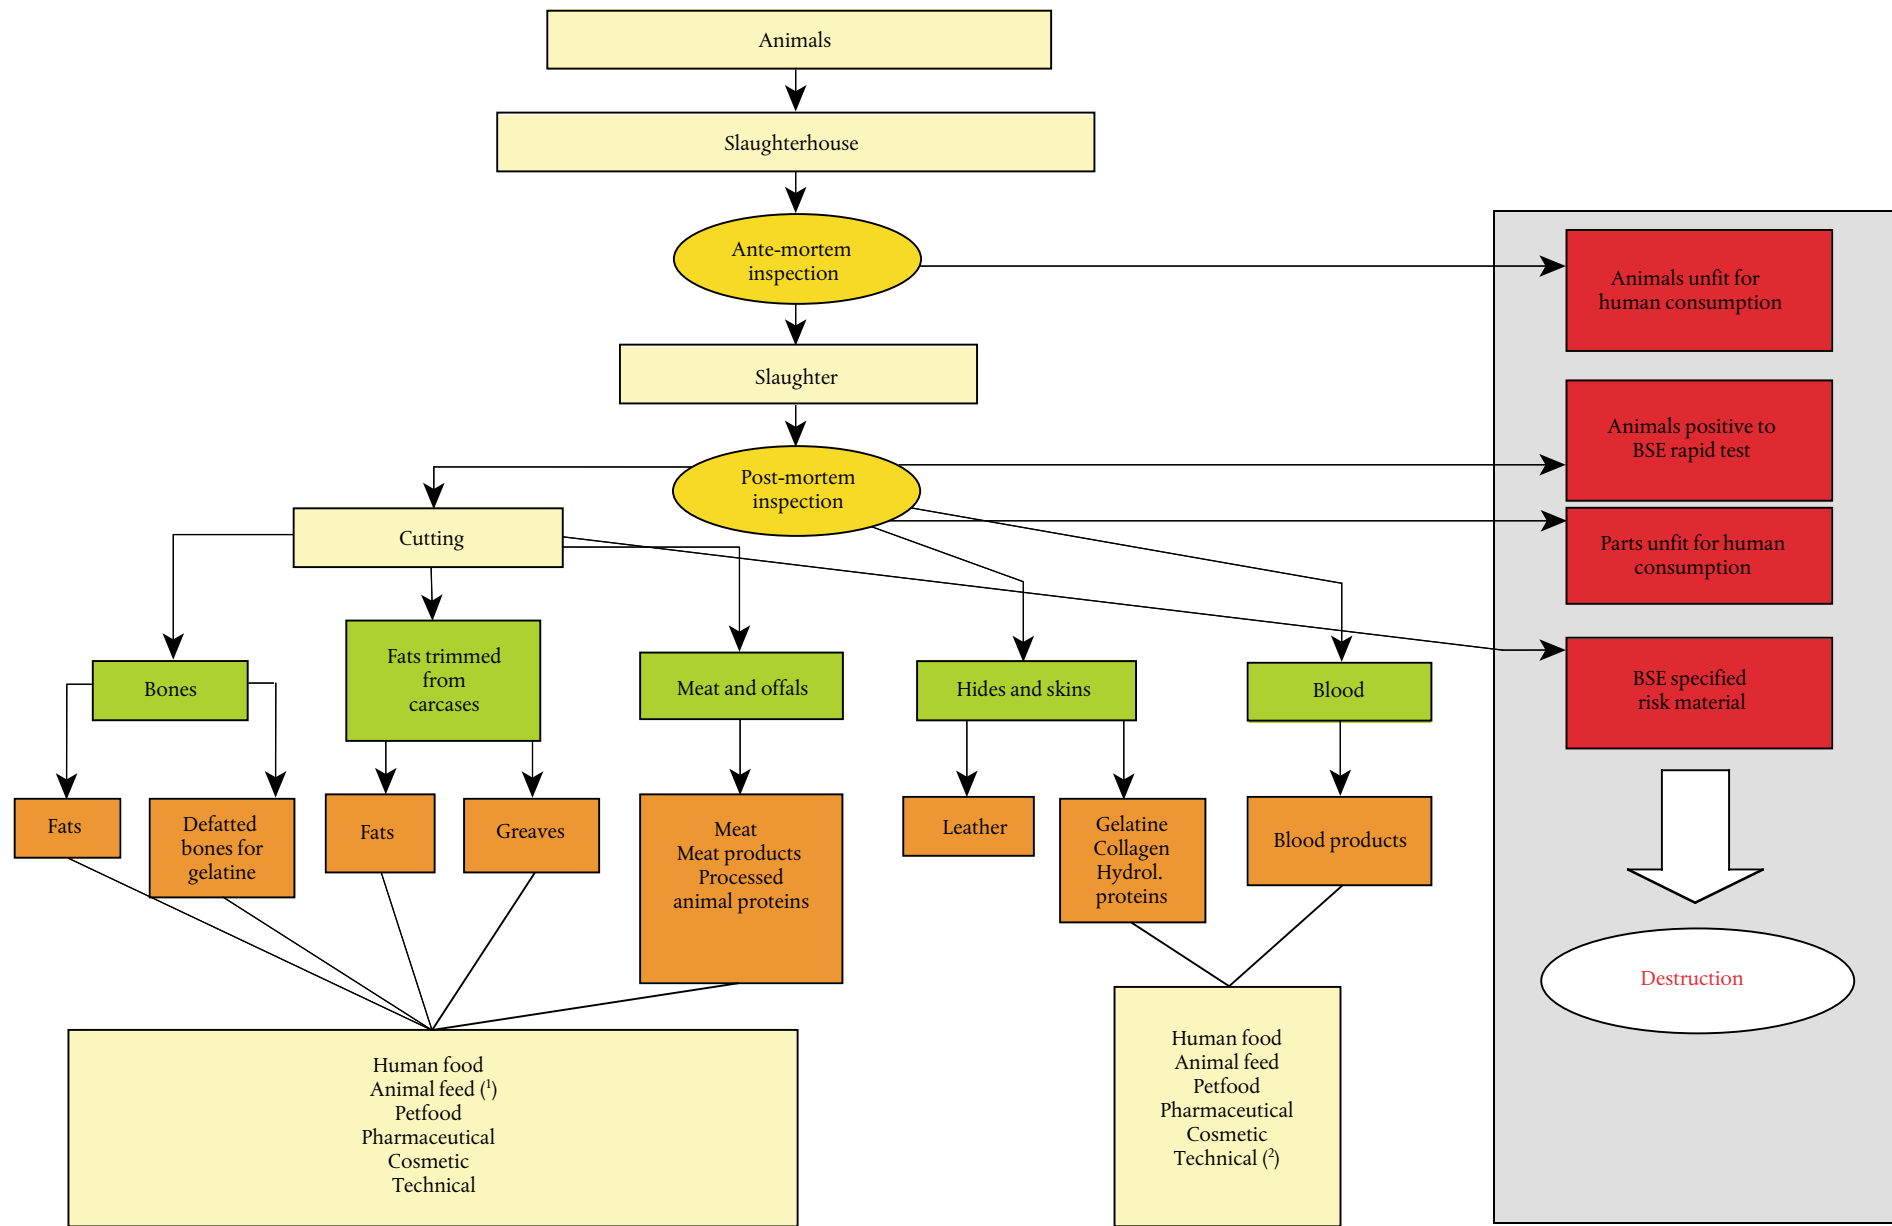 Animals
Slaughterhouse
Ante-mortem
inspection
Animals unfit for
human consumption
Slaughter
Animals positive to
BSE rapid test
Post-mortem
inspection
Cutting
Parts unfit for human
consumption
Fats trimmed
from
carcases
Bones
Meat and offals
Hides and skins
Blood
BSE specified
risk material
Fats
Defatted
bones for
gelatine
Fats
Greaves
Meat
Meat products
Processed
animal proteins
Leather
Gelatine
Collagen
Hydrol.
proteins
Blood products
Destruction
Human food
Animal feed (¹)
Petfood
Pharmaceutical
Cosmetic
Technical
Human food
Animal feed
Petfood
Pharmaceutical
Cosmetic
Technical (²)